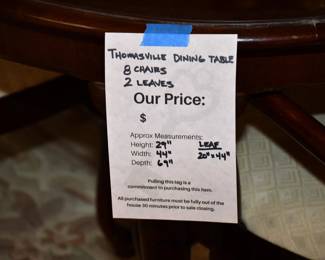 THOMASVILLE DINING TABLE
8 CHAIRS
2 LEAVES
Our Price:
$
Approx Measurements:
Height: 29" LEAF
Width: 44" 20" x 44"
Depth: 69"
Pulling this tag is a
commitment to purchasing this item.
All purchased furniture must be fully out of the
house 30 minutes prior to sale closing.